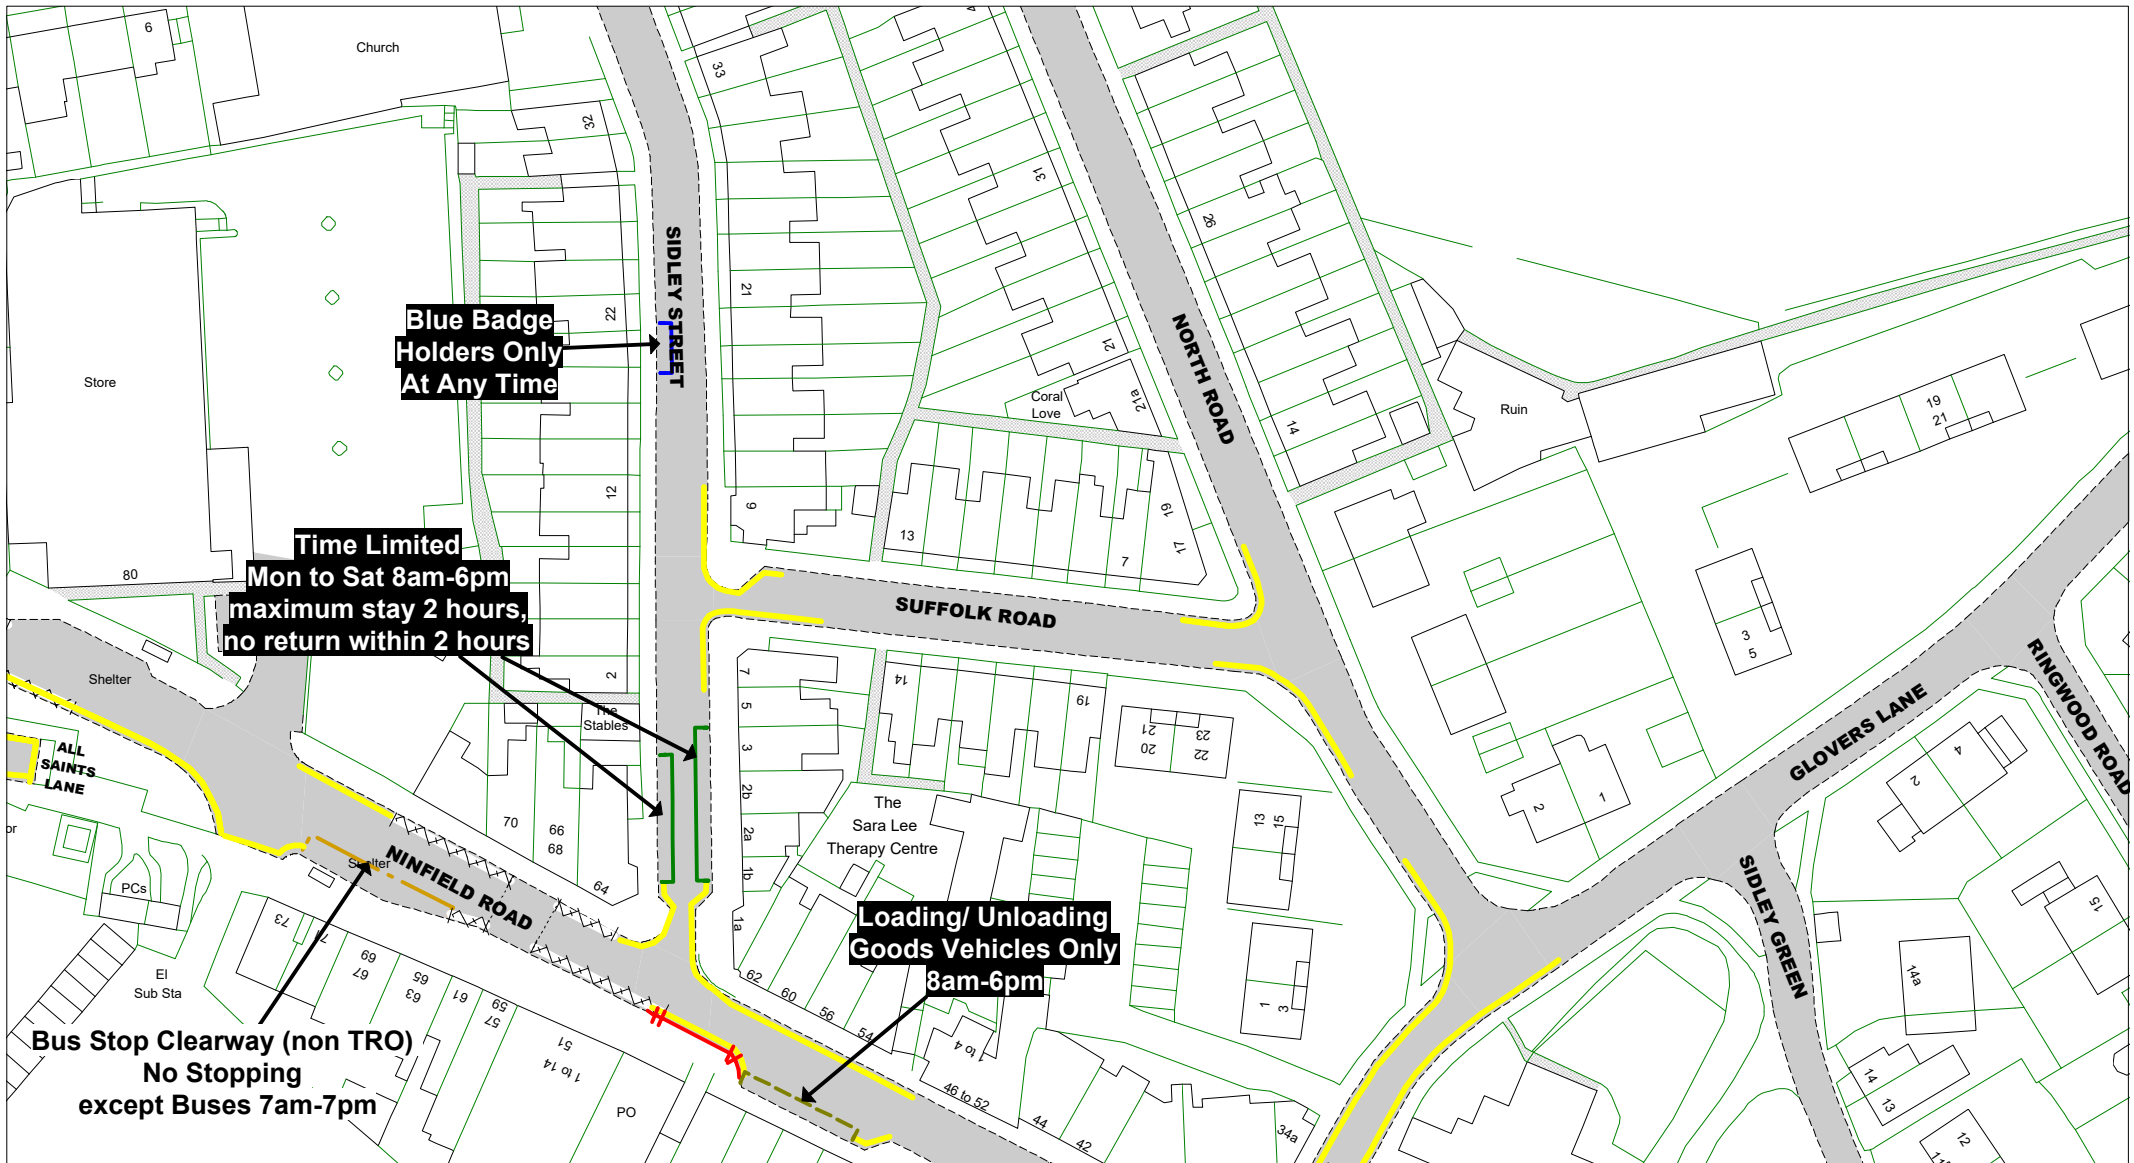 6
Church
33
4
32
31
26
SIDLEY STREET
21
22
Blue Badge
Holders Only
At Any Time
NORTH ROAD
21
21a
Coral
Love
14
Store
Ruin
19
21
12
9
13
7
19
17
Time Limited
Mon to Sat 8am-6pm
maximum stay 2 hours,
no return within 2 hours
80
SUFFOLK ROAD
3
5
RINGWOOD ROAD
Shelter
2
7
14
19
The
Stables
5
3
21
20
23
22
GLOVERS LANE
ALL
SAINTS
LANE
2b
2a
1b
1a
The
Sara Lee
Therapy Centre
13
15
2
1
4
2
or
70
66
68
64
Shelter
NINFIELD ROAD
PCs
SIDLEY GREEN
15
73
71
69
67
65
63
61
59
57
Loading/ Unloading
Goods Vehicles Only
8am-6pm
El
Sub Sta
62
60
56
54
1
3
14a
Bus Stop Clearway (non TRO)
No Stopping
except Buses 7am-7pm
51
1 to 14
PO
1 to 4
46 to 52
44
42
34a
14
13
12